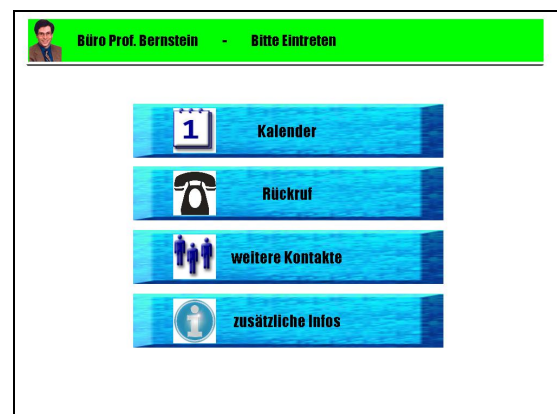 Büro Prof. Bernstein - Bitte Eintreten
1 Kalender
Rückruf
weitere Kontakte
i zusätzliche Infos